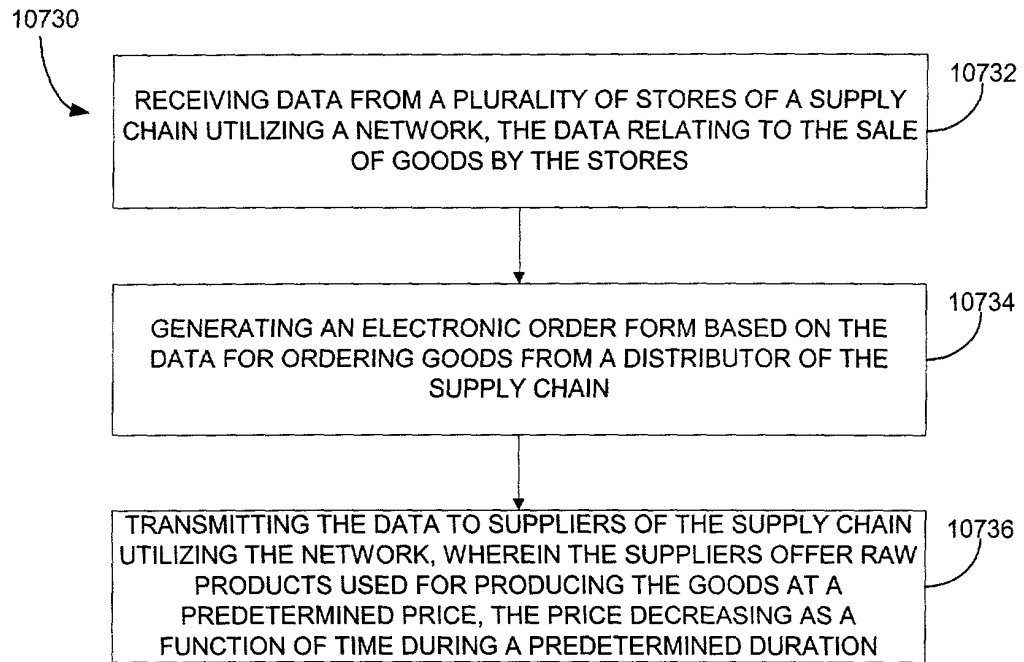 10730
10732
RECEIVING DATA FROM A PLURALITY OF STORES OF A SUPPLY
CHAIN UTILIZING A NETWORK, THE DATA RELATING TO THE SALE
OF GOODS BY THE STORES
10734
GENERATING AN ELECTRONIC ORDER FORM BASED ON THE
DATA FOR ORDERING GOODS FROM A DISTRIBUTOR OF THE
SUPPLY CHAIN
10736
TRANSMITTING THE DATA TO SUPPLIERS OF THE SUPPLY CHAIN
UTILIZING THE NETWORK, WHEREIN THE SUPPLIERS OFFER RAW
PRODUCTS USED FOR PRODUCING THE GOODS AT A
PREDETERMINED PRICE, THE PRICE DECREASING AS A
FUNCTION OF TIME DURING A PREDETERMINED DURATION